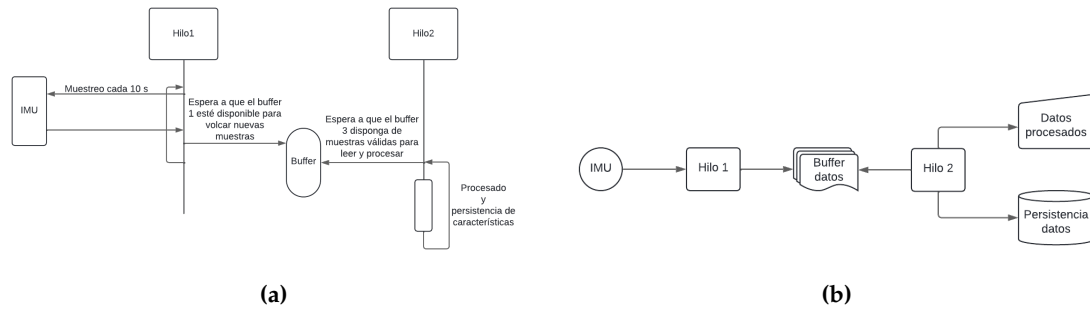 Hilo1
Hilo2
Muestreo cada 10 s
IMU
Espera a que el buffer
1 esté disponible para
volcar nuevas
muestras
Espera a que el buffer
3 disponga de
muestras válidas para
leer y procesar
Buffer
Procesado
y
persistencia de
características
(a)
IMU
Hilo 1
Buffer
datos
Hilo 2
Datos
procesados
Persistencia
datos
(b)